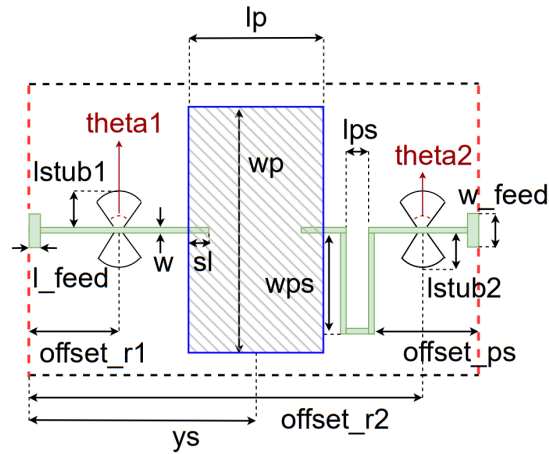 lp
theta1
lstub1
wp
lps
theta2
w_feed
w
sl
wps
l_feed
lstub2
offset_r1
offset_ps
offset_r2
ys